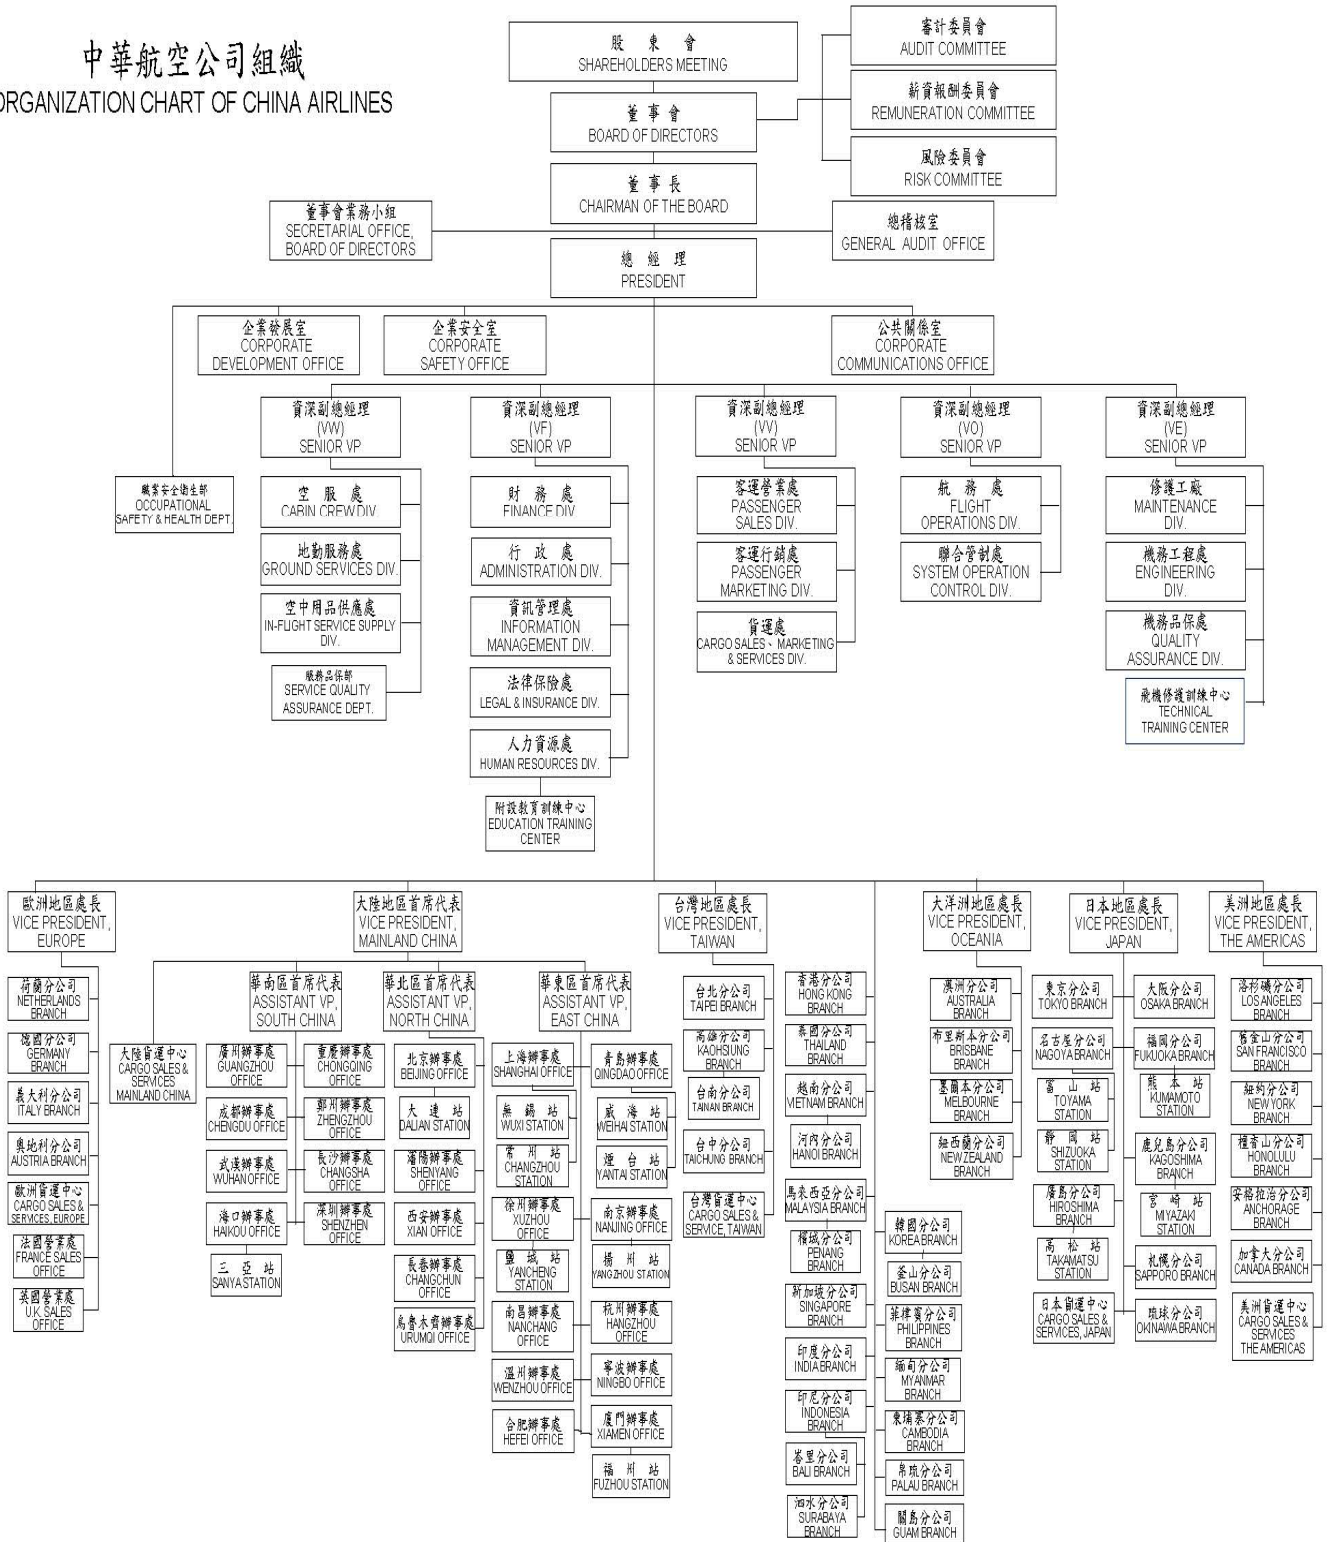 中華航空公司組織
ORGANIZATION CHART OF CHINA AIRLINES
股東會
SHAREHOLDERS MEETING
審計委員會
AUDIT COMMITTEE
薪資報酬委員會
REMUNERATION COMMITTEE
風險委員會
RISK COMMITTEE
董事會
BOARD OF DIRECTORS
董事長
CHAIRMAN OF THE BOARD
董事會業務小組
SECRETARIAL OFFICE,
BOARD OF DIRECTORS
總稽核室
GENERAL AUDIT OFFICE
總經理
PRESIDENT
企業發展室
CORPORATE
DEVELOPMENT OFFICE
企業安全室
CORPORATE
SAFETY OFFICE
公共關係室
CORPORATE
COMMUNICATIONS OFFICE
職業安全衛生部
OCCUPATIONAL
SAFETY & HEALTH DEPT.
資深副總經理
(VW)
SENIOR VP
空服處
CABIN CREW DIV.
地勤服務處
GROUND SERVICES DIV.
空中用品供應處
IN-FLIGHT SERVICE SUPPLY
DIV.
服務品保部
SERVICE QUALITY
ASSURANCE DEPT.
資深副總經理
(VF)
SENIOR VP
財務處
FINANCE DIV.
行政處
ADMINISTRATION DIV.
資訊管理處
INFORMATION
MANAGEMENT DIV.
法律保險處
LEGAL & INSURANCE DIV.
人力資源處
HUMAN RESOURCES DIV.
附設教育訓練中心
EDUCATION TRAINING
CENTER
資深副總經理
(VV)
SENIOR VP
客運營業處
PASSENGER
SALES DIV.
客運行銷處
PASSENGER
MARKETING DIV.
貨運處
CARGO SALES、MARKETING
& SERVICES DIV.
資深副總經理
(VO)
SENIOR VP
航務處
FLIGHT
OPERATIONS DIV.
聯合管制處
SYSTEM OPERATION
CONTROL DIV.
資深副總經理
(VE)
SENIOR VP
修護工廠
MAINTENANCE
DIV.
機務工程處
ENGINEERING
DIV.
機務品保處
QUALITY
ASSURANCE DIV.
飛機修護訓練中心
TECHNICAL
TRAINING CENTER
歐洲地區處長
VICE PRESIDENT,
EUROPE
荷蘭分公司
NETHERLANDS
BRANCH
德國分公司
GERMANY
BRANCH
義大利分公司
ITALY BRANCH
奧地利分公司
AUSTRIA BRANCH
歐洲貨運中心
CARGO SALES &
SERVICES, EUROPE
法國營業處
FRANCE SALES
OFFICE
英國營業處
U.K. SALES
OFFICE
大陸地區首席代表
VICE PRESIDENT,
MAINLAND CHINA
大陸貨運中心
CARGO SALES &
SERVICES
MAINLAND CHINA
華南區首席代表
ASSISTANT VP,
SOUTH CHINA
廣州辦事處
GUANGZHOU
OFFICE
成都辦事處
CHENGDU OFFICE
武漢辦事處
WUHAN OFFICE
海口辦事處
HAIKOU OFFICE
三亞站
SANYA STATION
重慶辦事處
CHONGQING
OFFICE
鄭州辦事處
ZHENGZHOU
OFFICE
長沙辦事處
CHANGSHA
OFFICE
深圳辦事處
SHENZHEN
OFFICE
華北區首席代表
ASSISTANT VP,
NORTH CHINA
北京辦事處
BEIJING OFFICE
大連站
DALIAN STATION
瀋陽辦事處
SHENYANG
OFFICE
西安辦事處
XIAN OFFICE
長春辦事處
CHANGCHUN
OFFICE
烏魯木齊辦事處
URUMQI OFFICE
華東區首席代表
ASSISTANT VP,
EAST CHINA
上海辦事處
SHANGHAI OFFICE
無錫站
WUXI STATION
常州站
CHANGZHOU
STATION
徐州辦事處
XUZHOU
OFFICE
鹽城站
YANCHENG
STATION
南昌辦事處
NANCHANG
OFFICE
溫州辦事處
WENZHOU OFFICE
合肥辦事處
HEFEI OFFICE
青島辦事處
QINGDAO OFFICE
威海站
WEIHAI STATION
煙台站
YANTAI STATION
南京辦事處
NANJING OFFICE
揚州站
YANGZHOU STATION
杭州辦事處
HANGZHOU
OFFICE
寧波辦事處
NINGBO OFFICE
廈門辦事處
XIAMEN OFFICE
福州站
FUZHOU STATION
台灣地區處長
VICE PRESIDENT,
TAIWAN
台北分公司
TAIPEI BRANCH
高雄分公司
KAOHSIUNG
BRANCH
台南分公司
TAINAN BRANCH
台中分公司
TAICHUNG BRANCH
台灣貨運中心
CARGO SALES &
SERVICE, TAIWAN
香港分公司
HONG KONG
BRANCH
泰國分公司
THAILAND
BRANCH
越南分公司
VIETNAM BRANCH
河內分公司
HANOI BRANCH
馬來西亞分公司
MALAYSIA BRANCH
檳城分公司
PENANG
BRANCH
新加坡分公司
SINGAPORE
BRANCH
印度分公司
INDIA BRANCH
印尼分公司
INDONESIA
BRANCH
峇里分公司
BALI BRANCH
泗水分公司
SURABAYA
BRANCH
韓國分公司
KOREA BRANCH
釜山分公司
BUSAN BRANCH
菲律賓分公司
PHILIPPINES
BRANCH
緬甸分公司
MYANMAR
BRANCH
柬埔寨分公司
CAMBODIA
BRANCH
帛琉分公司
PALAU BRANCH
關島分公司
GUAM BRANCH
大洋洲地區處長
VICE PRESIDENT,
OCEANIA
澳洲分公司
AUSTRALIA
BRANCH
布里斯本分公司
BRISBANE
BRANCH
墨爾本分公司
MELBOURNE
BRANCH
紐西蘭分公司
NEW ZEALAND
BRANCH
日本地區處長
VICE PRESIDENT,
JAPAN
東京分公司
TOKYO BRANCH
名古屋分公司
NAGOYA BRANCH
富山站
TOYAMA
STATION
靜岡站
SHIZUOKA
STATION
廣島分公司
HIROSHIMA
BRANCH
高松站
TAKAMATSU
STATION
日本貨運中心
CARGO SALES &
SERVICES, JAPAN
大阪分公司
OSAKA BRANCH
福岡分公司
FUKUOKA BRANCH
熊本站
KUMAMOTO
STATION
鹿兒島分公司
KAGOSHIMA
BRANCH
宮崎站
MIYAZAKI
STATION
札幌分公司
SAPPORO BRANCH
琉球分公司
OKINAWA BRANCH
美洲地區處長
VICE PRESIDENT,
THE AMERICAS
洛杉磯分公司
LOS ANGELES
BRANCH
舊金山分公司
SAN FRANCISCO
BRANCH
紐約分公司
NEW YORK
BRANCH
檀香山分公司
HONOLULU
BRANCH
安格拉治分公司
ANCHORAGE
BRANCH
加拿大分公司
CANADA BRANCH
美洲貨運中心
CARGO SALES &
SERVICES
THE AMERICAS